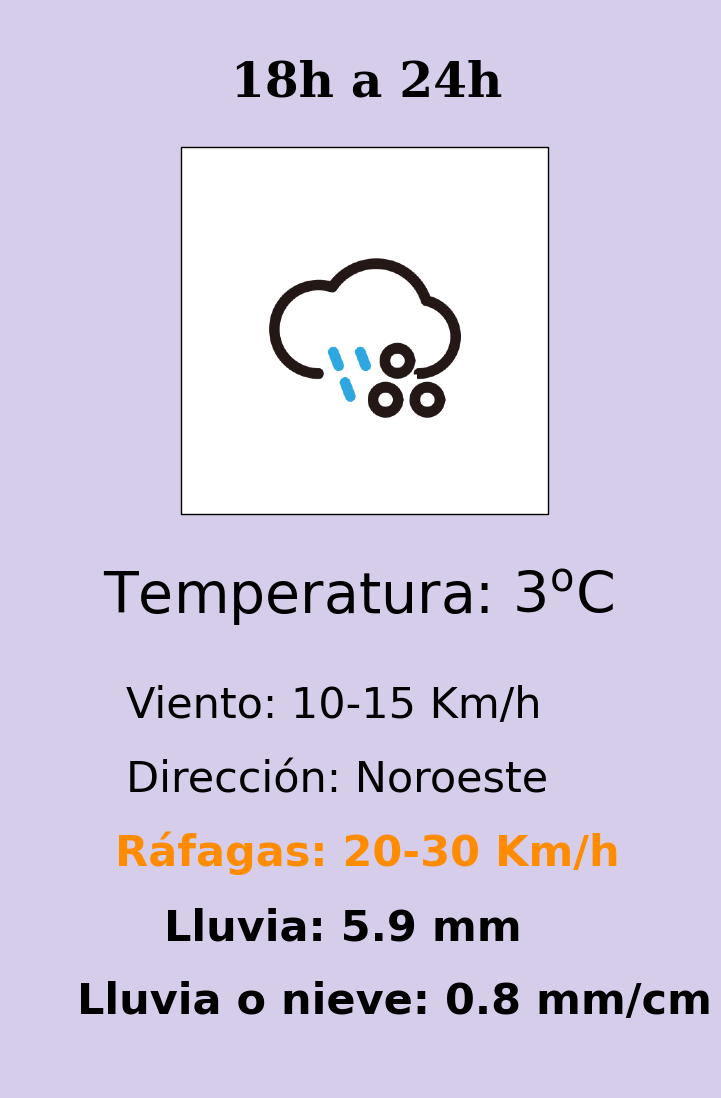 18h a 24h
Temperatura: 3ºC
Viento: 10-15 Km/h
Dirección: Noroeste
Ráfagas: 20-30 Km/h
Lluvia: 5.9 mm
Lluvia o nieve: 0.8 mm/cm